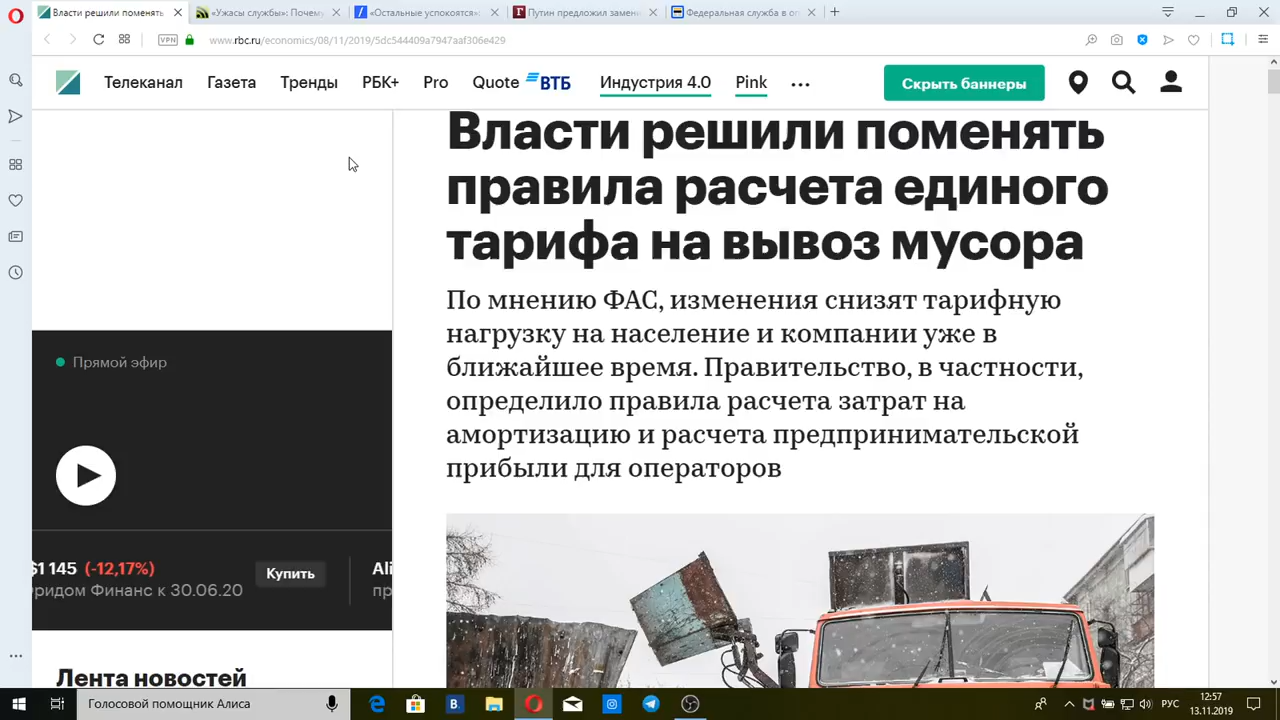 Власти решили поменять
«Ужасы службы»: Почему
«Остальные успокоятся»:
Путин предложил замен
Федеральная служба в о
VPN
www.rbc.ru/economics/08/11/2019/5dc544409a7947aaf306e429
Телеканал Газета Тренды РБК+ Pro Quote ВТБ Индустрия 4.0 Pink ... Скрыть баннеры
Власти решили поменять
правила расчета единого
тарифа на вывоз мусора
По мнению ФАС, изменения снизят тарифную
нагрузку на население и компании уже в
ближайшее время. Правительство, в частности,
определило правила расчета затрат на
амортизацию и расчета предпринимательской
прибыли для операторов
Прямой эфир
$1 145 (-12,17%)
ридом Финанс к 30.06.20
Купить
Ali
пр
Лента новостей
Голосовой помощник Алиса
РУС
12:57
13.11.2019